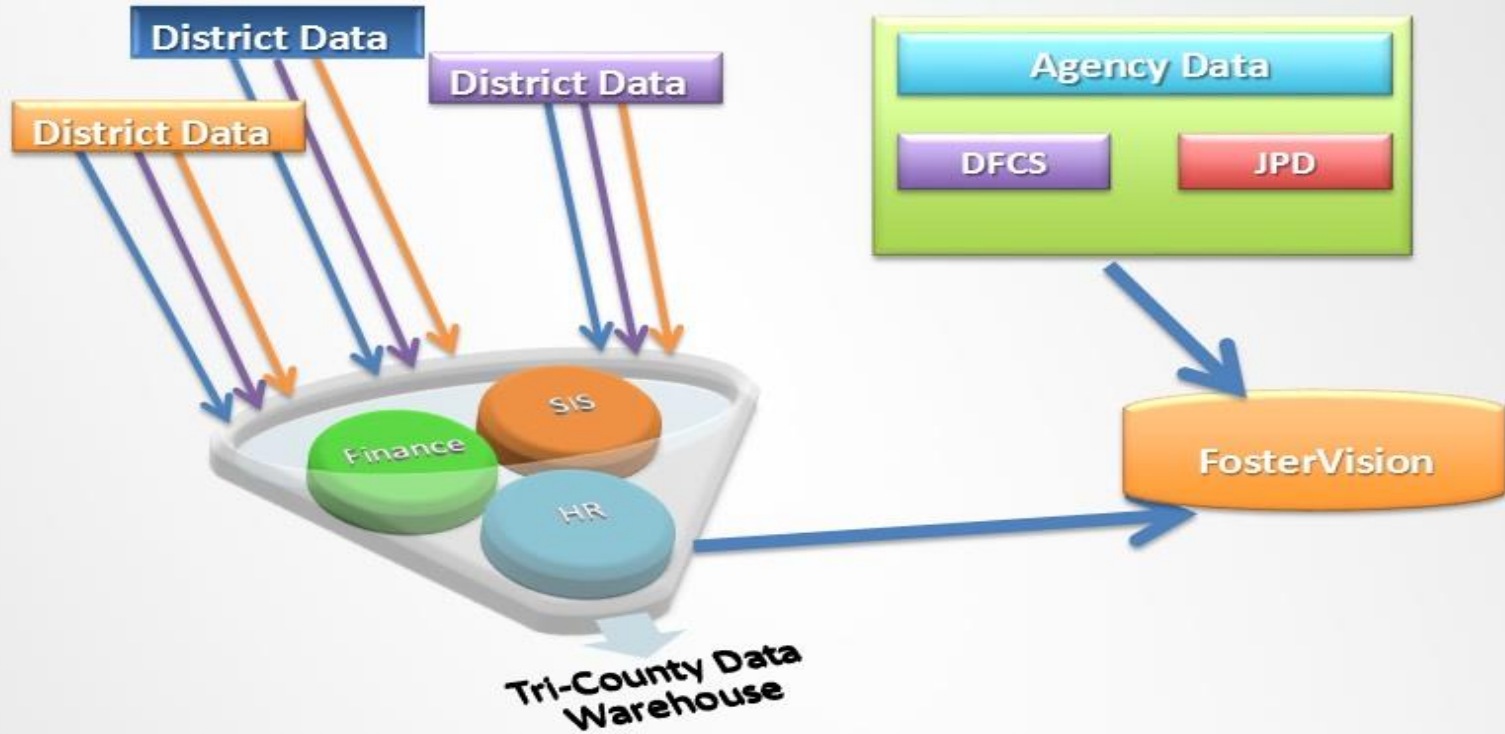 District Data
District Data
District Data
Agency Data
DFCS
JPD
SIS
Finance
HR
FosterVision
Tri-County Data
Warehouse